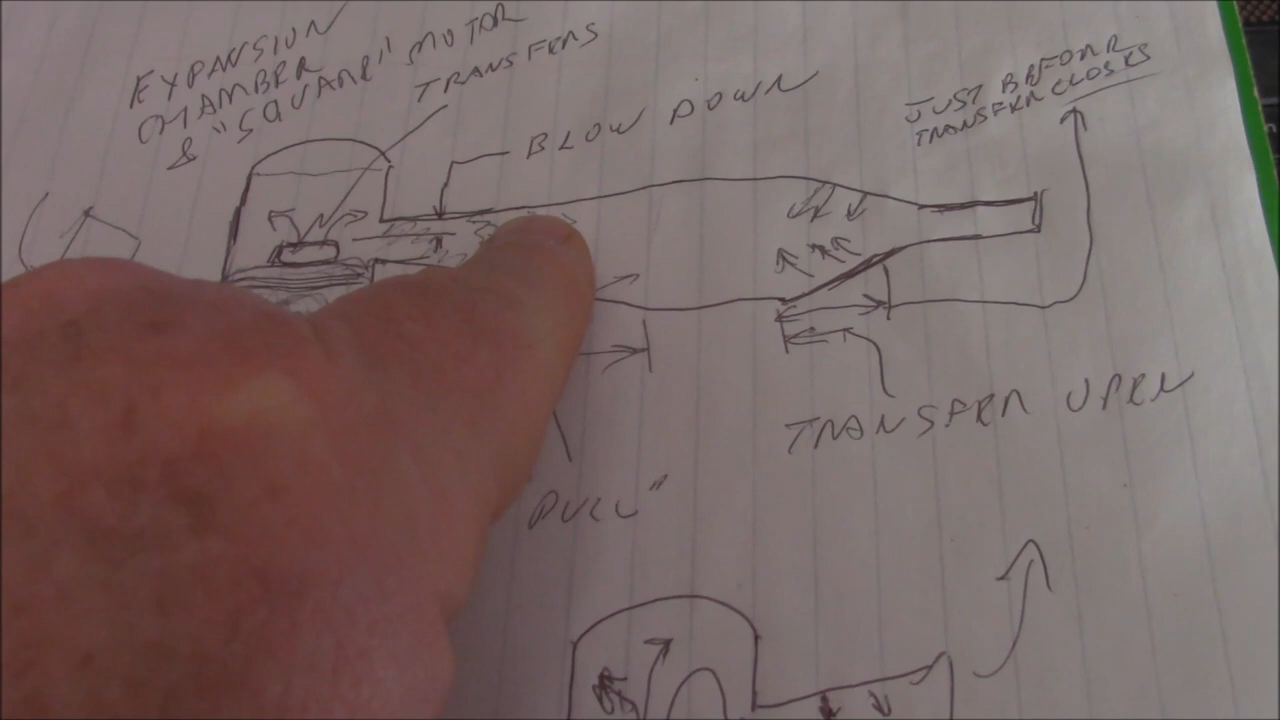 EXPANSION
CHAMBER
& "SQUARE" MOTOR
TRANSFERS
BLOW DOWN
JUST BEFORE
TRANSFER CLOSES
TRANSFER OPEN
PULL"